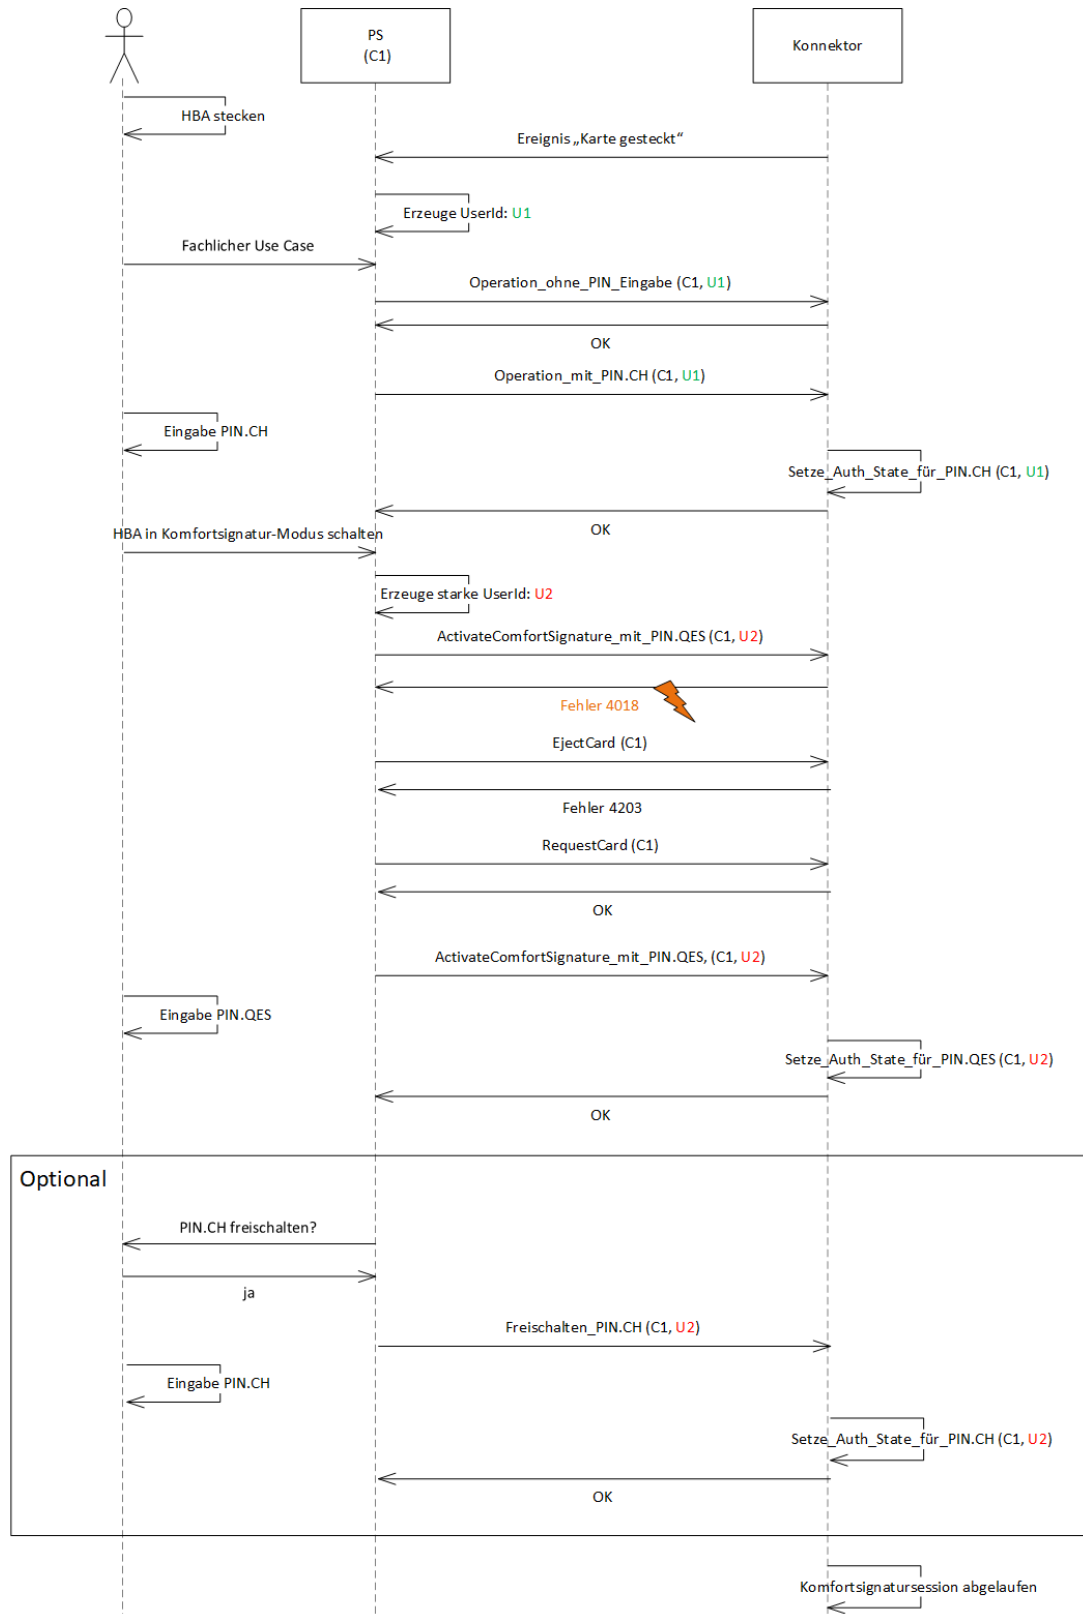 PS
(C1)
Konnektor
HBA stecken
Ereignis „Karte gesteckt“
Erzeuge UserId: U1
Fachlicher Use Case
Operation_ohne_PIN_Eingabe (C1, U1)
OK
Operation_mit_PIN.CH (C1, U1)
Eingabe PIN.CH
Setze_Auth_State_für_PIN.CH (C1, U1)
OK
HBA in Komfortsignatur-Modus schalten
Erzeuge starke UserId: U2
ActivateComfortSignature_mit_PIN.QES (C1, U2)
Fehler 4018
EjectCard (C1)
Fehler 4203
RequestCard (C1)
OK
ActivateComfortSignature_mit_PIN.QES, (C1, U2)
Eingabe PIN.QES
Setze_Auth_State_für_PIN.QES (C1, U2)
OK
Optional
PIN.CH freischalten?
ja
Freischalten_PIN.CH (C1, U2)
Eingabe PIN.CH
Setze_Auth_State_für_PIN.CH (C1, U2)
OK
Komfortsignatursession abgelaufen